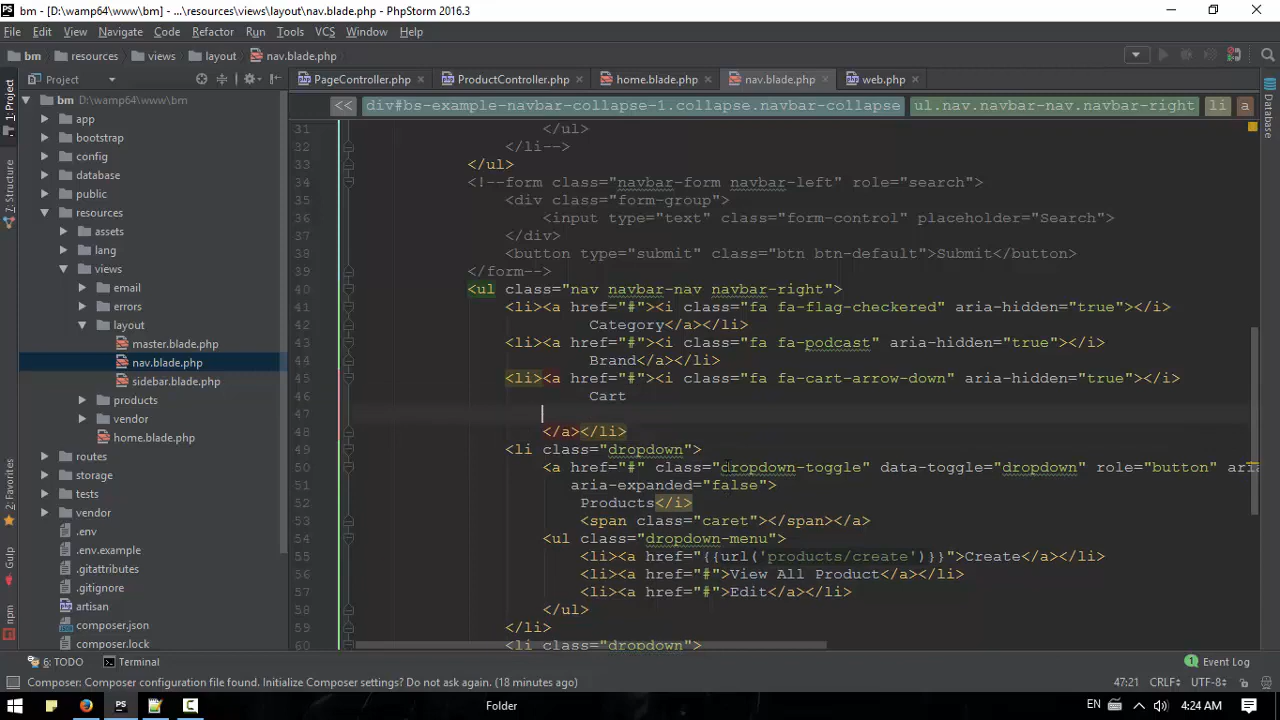 bm - [D:\wamp64\www\bm] - ...\resources\views\layout\nav.blade.php - PhpStorm 2016.3
File Edit View Navigate Code Refactor Run Tools VCS Window Help
bm resources views layout nav.blade.php
Project
PageController.php ProductController.php home.blade.php nav.blade.php web.php
<< div#bs-example-navbar-collapse-1.collapse.navbar-collapse ul.nav.navbar-nav.navbar-right li a
1: Project
7: Structure
2: Favorites
Gulp
npm
Database
bm D:\wamp64\www\bm
app
bootstrap
config
database
public
resources
assets
lang
views
email
errors
layout
master.blade.php
nav.blade.php
sidebar.blade.php
products
vendor
home.blade.php
routes
storage
tests
vendor
.env
.env.example
.gitattributes
.gitignore
artisan
composer.json
composer.lock
31 </ul>
32 </li-->
33 </ul>
34 <!--form class="navbar-form navbar-left" role="search">
35 <div class="form-group">
36 <input type="text" class="form-control" placeholder="Search">
37 </div>
38 <button type="submit" class="btn btn-default">Submit</button>
39 </form-->
40 <ul class="nav navbar-nav navbar-right">
41 <li><a href="#"><i class="fa fa-flag-checkered" aria-hidden="true"></i>
42 Category</a></li>
43 <li><a href="#"><i class="fa fa-podcast" aria-hidden="true"></i>
44 Brand</a></li>
45 <li><a href="#"><i class="fa fa-cart-arrow-down" aria-hidden="true"></i>
46 Cart
47
48 </a></li>
49 <li class="dropdown">
50 <a href="#" class="dropdown-toggle" data-toggle="dropdown" role="button" aria
51 aria-expanded="false">
52 Products</i>
53 <span class="caret"></span></a>
54 <ul class="dropdown-menu">
55 <li><a href="{{url('products/create')}}">Create</a></li>
56 <li><a href="#">View All Product</a></li>
57 <li><a href="#">Edit</a></li>
58 </ul>
59 </li>
60 <li class="dropdown">
6: TODO Terminal Event Log
Composer: Composer configuration file found. Initialize Composer settings? Do not ask again. (18 minutes ago) 47:21 CRLF÷ UTF-8÷
PS Folder EN 4:24 AM